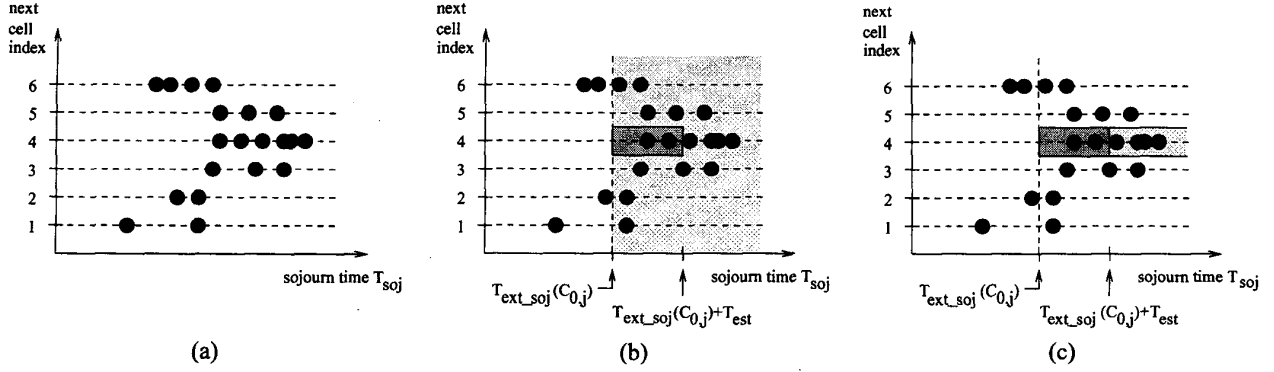 next
cell
index
6
5
4
3
2
1
sojourn time T_soj
(a)
next
cell
index
6
5
4
3
2
1
sojourn time T_soj
T_ext_soj(C_0,j)
T_ext_soj(C_0,j)+T_est
(b)
next
cell
index
6
5
4
3
2
1
sojourn time T_soj
T_ext_soj(C_0,j)
T_ext_soj(C_0,j)+T_est
(c)